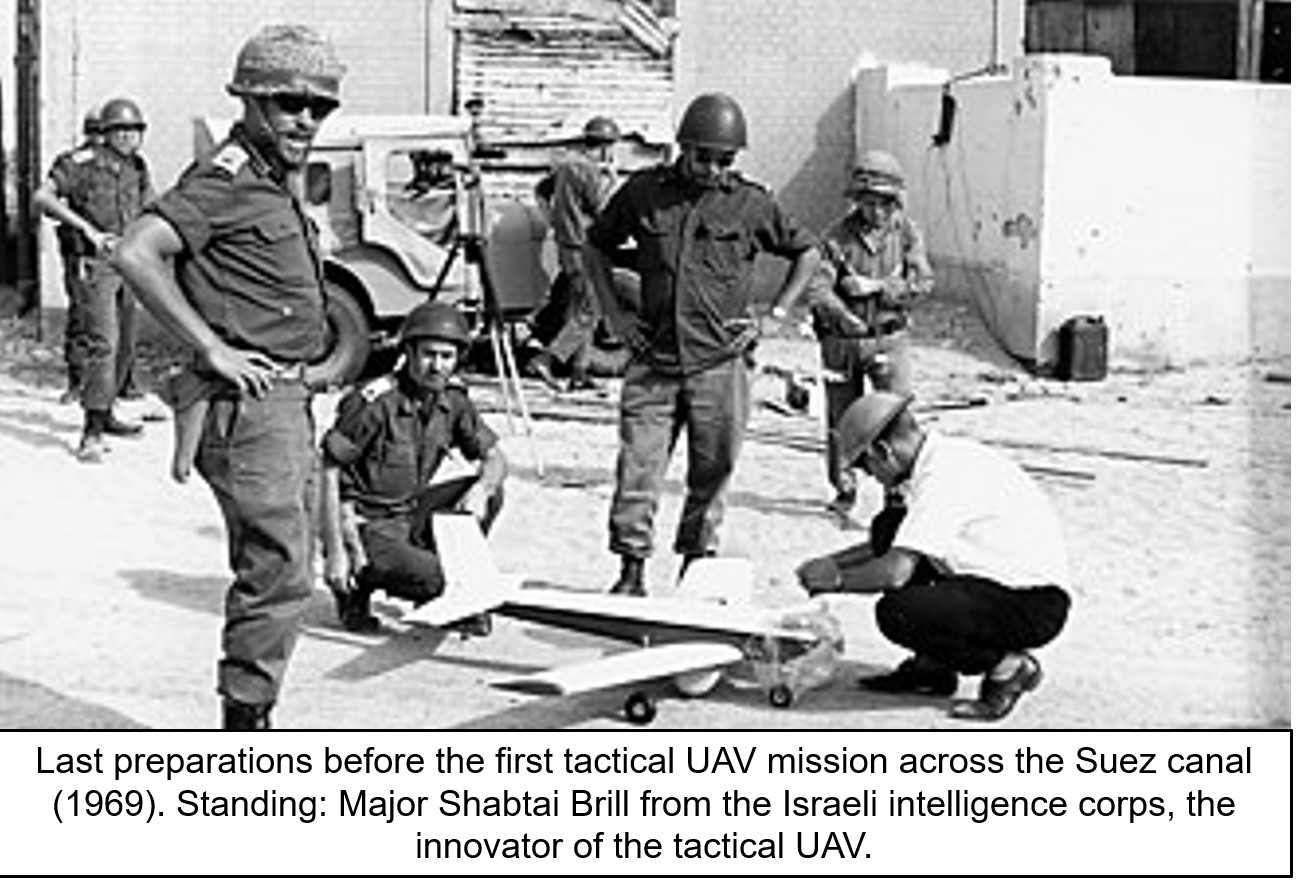 Last preparations before the first tactical UAV mission across the Suez canal
(1969). Standing: Major Shabtai Brill from the Israeli intelligence corps, the
innovator of the tactical UAV.